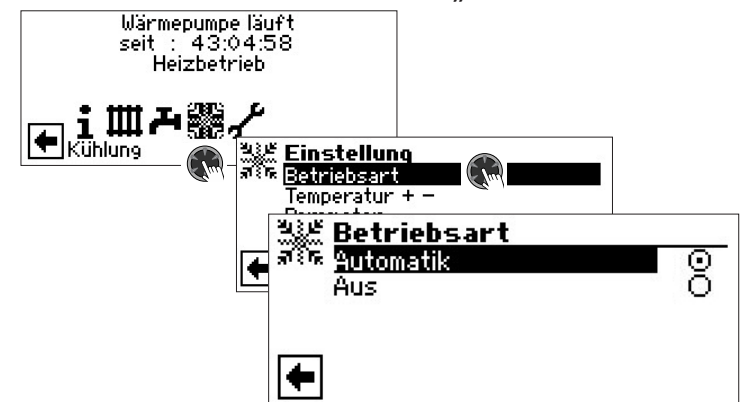 Wärmepumpe läuft
seit : 43:04:58
Heizbetrieb
Kühlung
Einstellung
Betriebsart
Temperatur + -
Betriebsart
Automatik
Aus